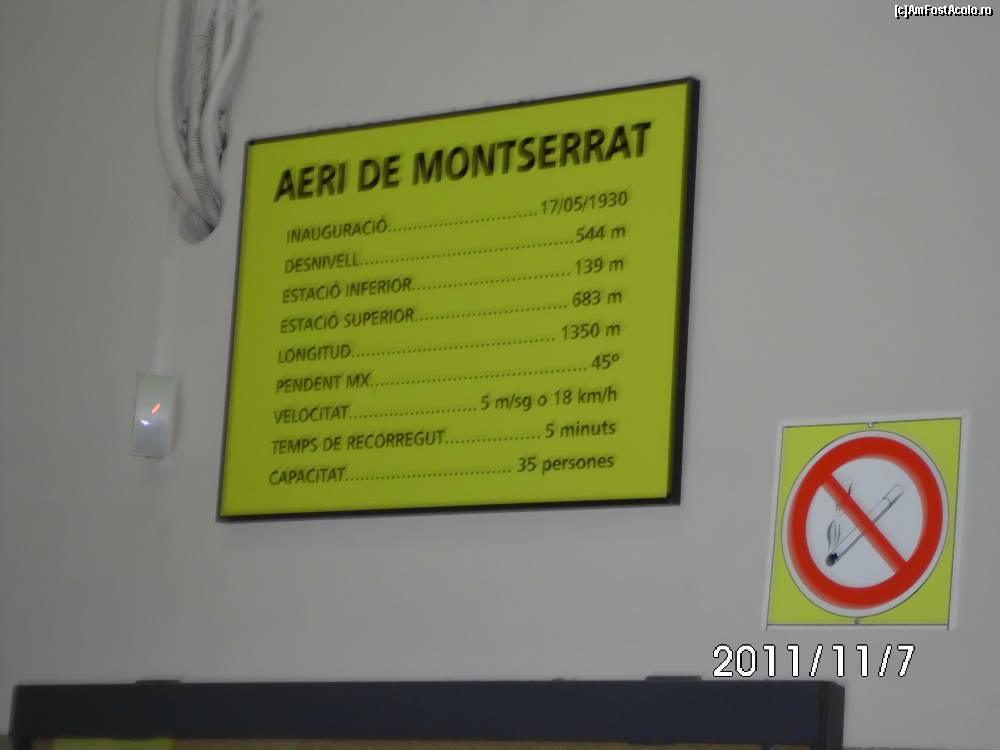 [c]AmFostAcolo.ro
AERI DE MONTSERRAT
INAUGURACIÓ..............................17/05/1930
DESNIVELL.......................................544 m
ESTACIÓ INFERIOR............................139 m
ESTACIÓ SUPERIOR............................683 m
LONGITUD.....................................1350 m
PENDENT MX.......................................45º
VELOCITAT........................5 m/sg o 18 km/h
TEMPS DE RECORREGUT..................5 minuts
CAPACITAT...............................35 persones
2011/11/7